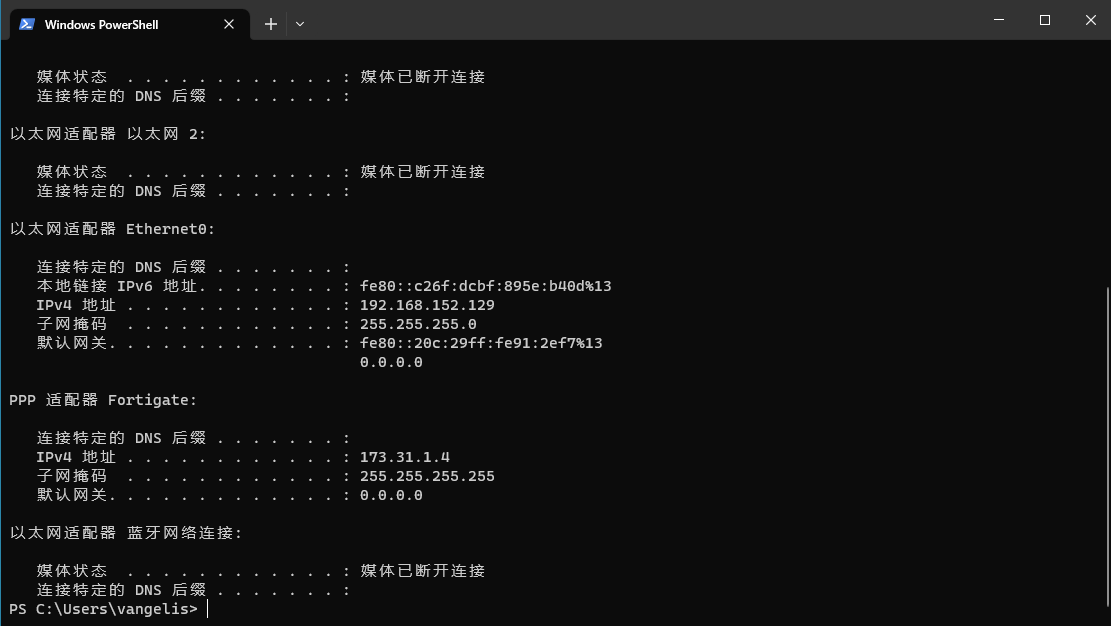 Windows PowerShell
媒体状态  . . . . . . . . . . . . : 媒体已断开连接
连接特定的 DNS 后缀 . . . . . . . :
以太网适配器 以太网 2:
媒体状态  . . . . . . . . . . . . : 媒体已断开连接
连接特定的 DNS 后缀 . . . . . . . :
以太网适配器 Ethernet0:
连接特定的 DNS 后缀 . . . . . . . :
本地链接 IPv6 地址. . . . . . . . : fe80::c26f:dcbf:895e:b40d%13
IPv4 地址 . . . . . . . . . . . . : 192.168.152.129
子网掩码  . . . . . . . . . . . . : 255.255.255.0
默认网关. . . . . . . . . . . . . : fe80::20c:29ff:fe91:2ef7%13
0.0.0.0
PPP 适配器 Fortigate:
连接特定的 DNS 后缀 . . . . . . . :
IPv4 地址 . . . . . . . . . . . . : 173.31.1.4
子网掩码  . . . . . . . . . . . . : 255.255.255.255
默认网关. . . . . . . . . . . . . : 0.0.0.0
以太网适配器 蓝牙网络连接:
媒体状态  . . . . . . . . . . . . : 媒体已断开连接
连接特定的 DNS 后缀 . . . . . . . :
PS C:\Users\vangelis>